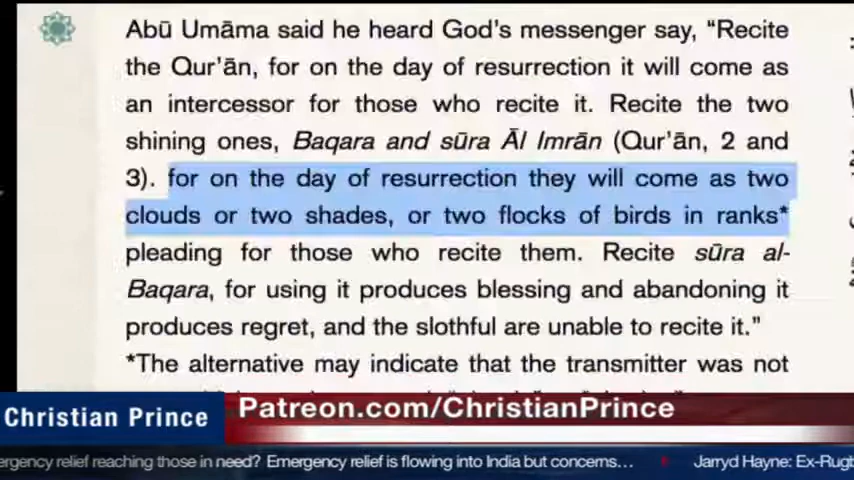 Abū Umāma said he heard God's messenger say, “Recite
the Qur'ān, for on the day of resurrection it will come as
an intercessor for those who recite it. Recite the two
shining ones, Baqara and sūra Āl Imrān (Qur'ān, 2 and
3). for on the day of resurrection they will come as two
clouds or two shades, or two flocks of birds in ranks*
pleading for those who recite them. Recite sūra al-
Baqara, for using it produces blessing and abandoning it
produces regret, and the slothful are unable to recite it.”
*The alternative may indicate that the transmitter was not
Christian Prince
Patreon.com/ChristianPrince
ergency relief reaching those in need? Emergency relief is flowing into India but concerns... Jarryd Hayne: Ex-Rugb